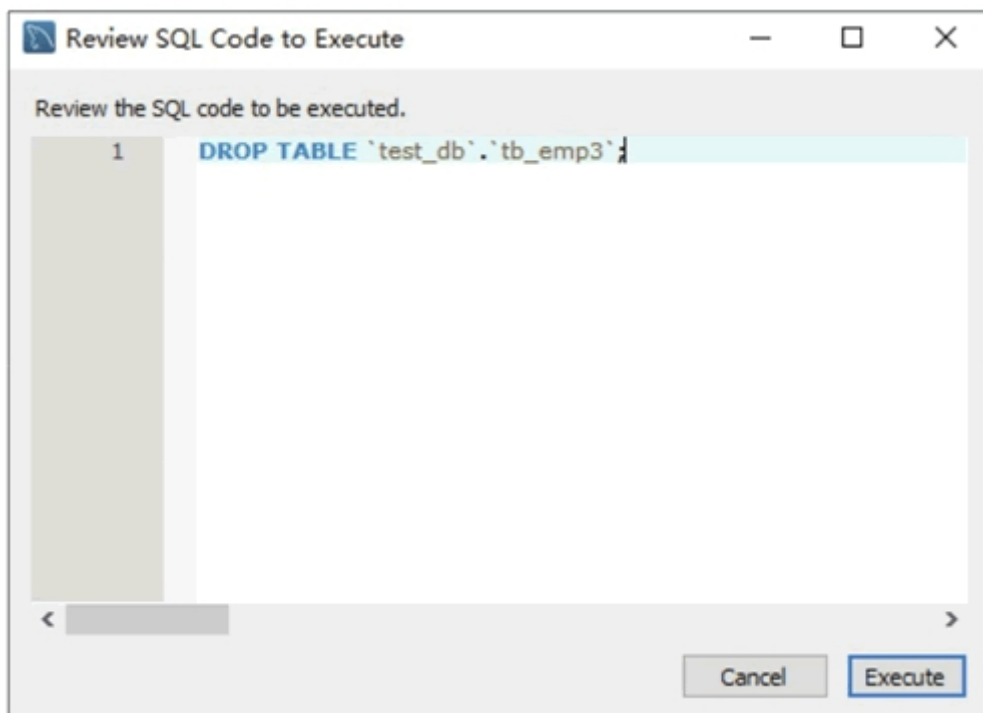 Review SQL Code to Execute
Review the SQL code to be executed.
1 DROP TABLE `test_db`.`tb_emp3`;
Cancel Execute